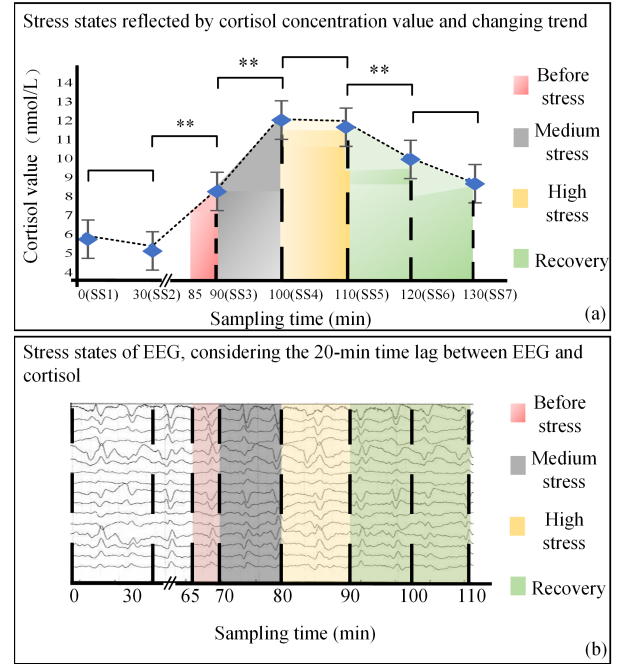 Stress states reflected by cortisol concentration value and changing trend
Cortisol value (nmol/L)
14
13
12
11
10
9
8
7
6
5
4
**
**
**
0(SS1) 30(SS2) 85 90(SS3) 100(SS4) 110(SS5) 120(SS6) 130(SS7)
Sampling time (min)
Before
stress
Medium
stress
High
stress
Recovery
(a)
Stress states of EEG, considering the 20-min time lag between EEG and
cortisol
0 30 65 70 80 90 100 110
Sampling time (min)
Before
stress
Medium
stress
High
stress
Recovery
(b)